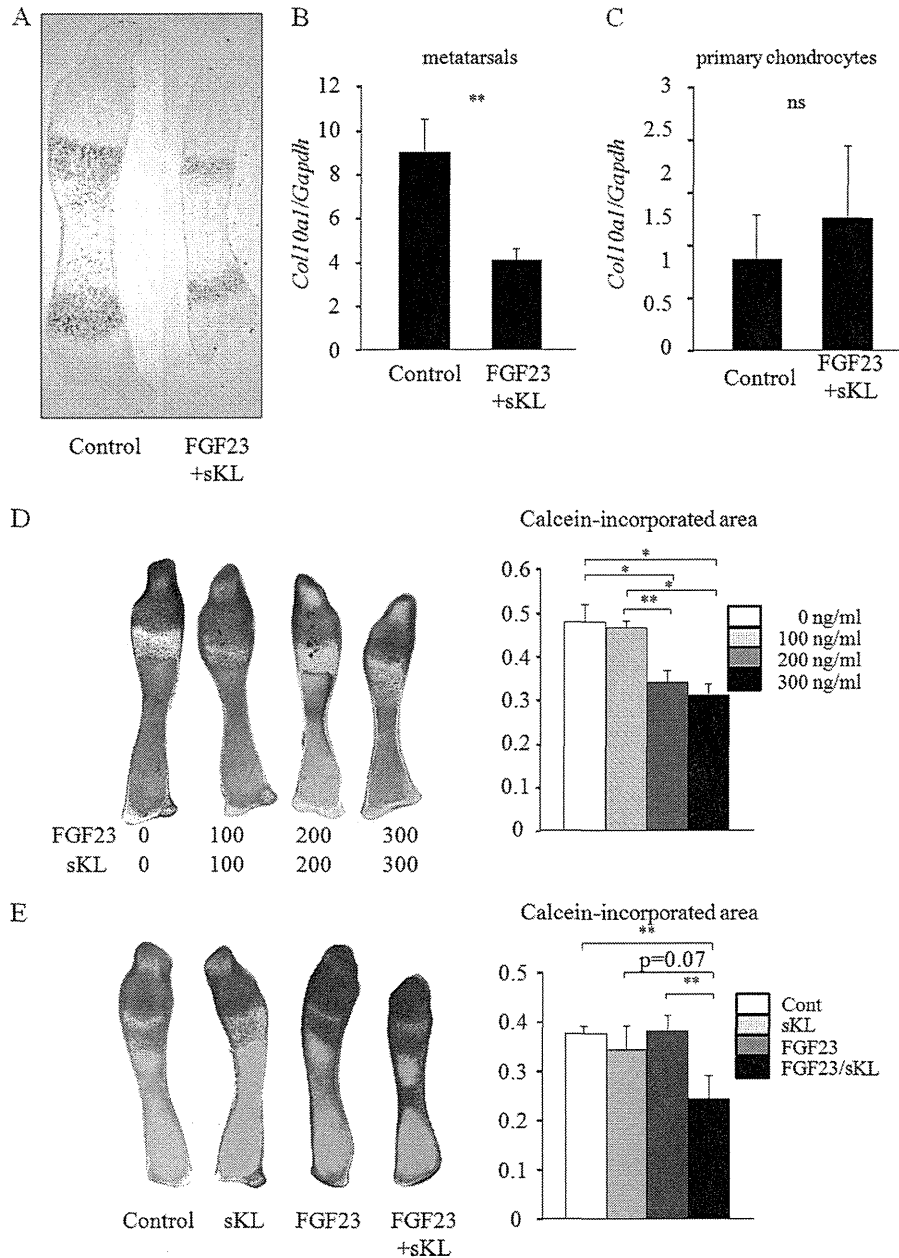 A
Control
FGF23
+sKL
B
metatarsals
**
Col10a1/Gapdh
12
10
8
6
4
2
0
Control
FGF23
+sKL
C
primary chondrocytes
ns
Col10a1/Gapdh
3
2.5
2
1.5
1
0.5
0
Control
FGF23
+sKL
D
FGF23 0 100 200 300
sKL 0 100 200 300
Calcein-incorporated area
*
*
*
**
0.6
0.5
0.4
0.3
0.2
0.1
0
0 ng/ml
100 ng/ml
200 ng/ml
300 ng/ml
E
Control sKL FGF23 FGF23
+sKL
Calcein-incorporated area
**
p=0.07
**
0.5
0.4
0.3
0.2
0.1
0
Cont
sKL
FGF23
FGF23/sKL